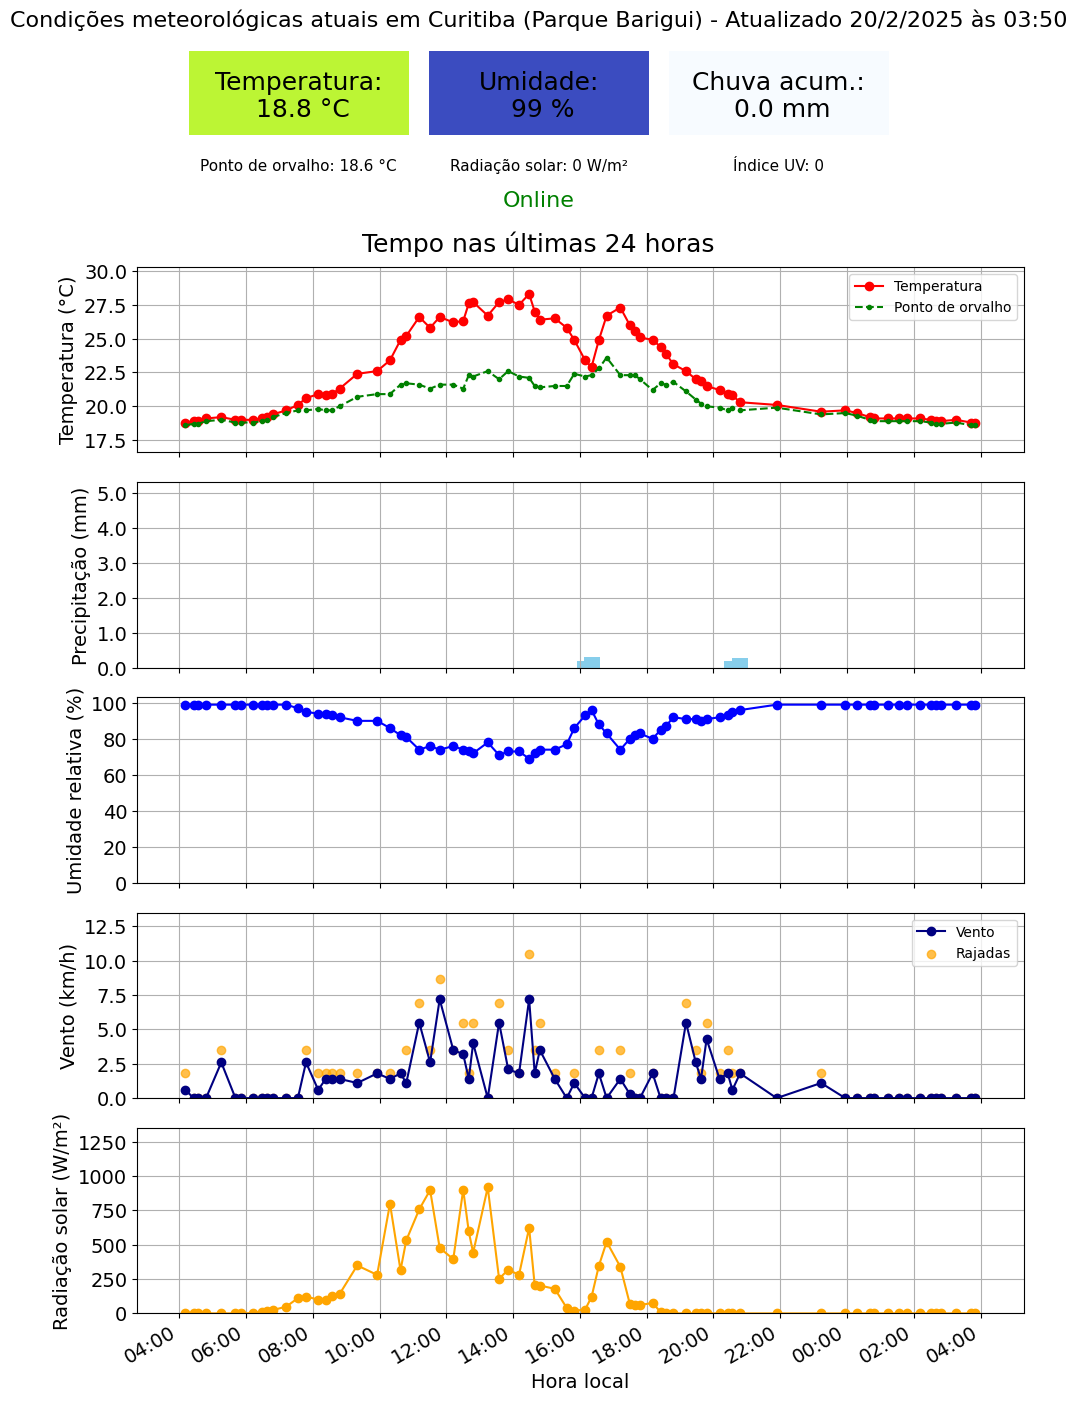 Condições meteorológicas atuais em Curitiba (Parque Barigui) - Atualizado 20/2/2025 às 03:50
Temperatura:
18.8 °C
Umidade:
99 %
Chuva acum.:
0.0 mm
Ponto de orvalho: 18.6 °C
Radiação solar: 0 W/m²
Índice UV: 0
Online
Tempo nas últimas 24 horas
Temperatura (°C)
30.0
27.5
25.0
22.5
20.0
17.5
Temperatura
Ponto de orvalho
Precipitação (mm)
5.0
4.0
3.0
2.0
1.0
0.0
Umidade relativa (%)
100
80
60
40
20
0
Vento (km/h)
12.5
10.0
7.5
5.0
2.5
0.0
Vento
Rajadas
Radiação solar (W/m²)
1250
1000
750
500
250
0
04:00
06:00
08:00
10:00
12:00
14:00
16:00
18:00
20:00
22:00
00:00
02:00
04:00
Hora local